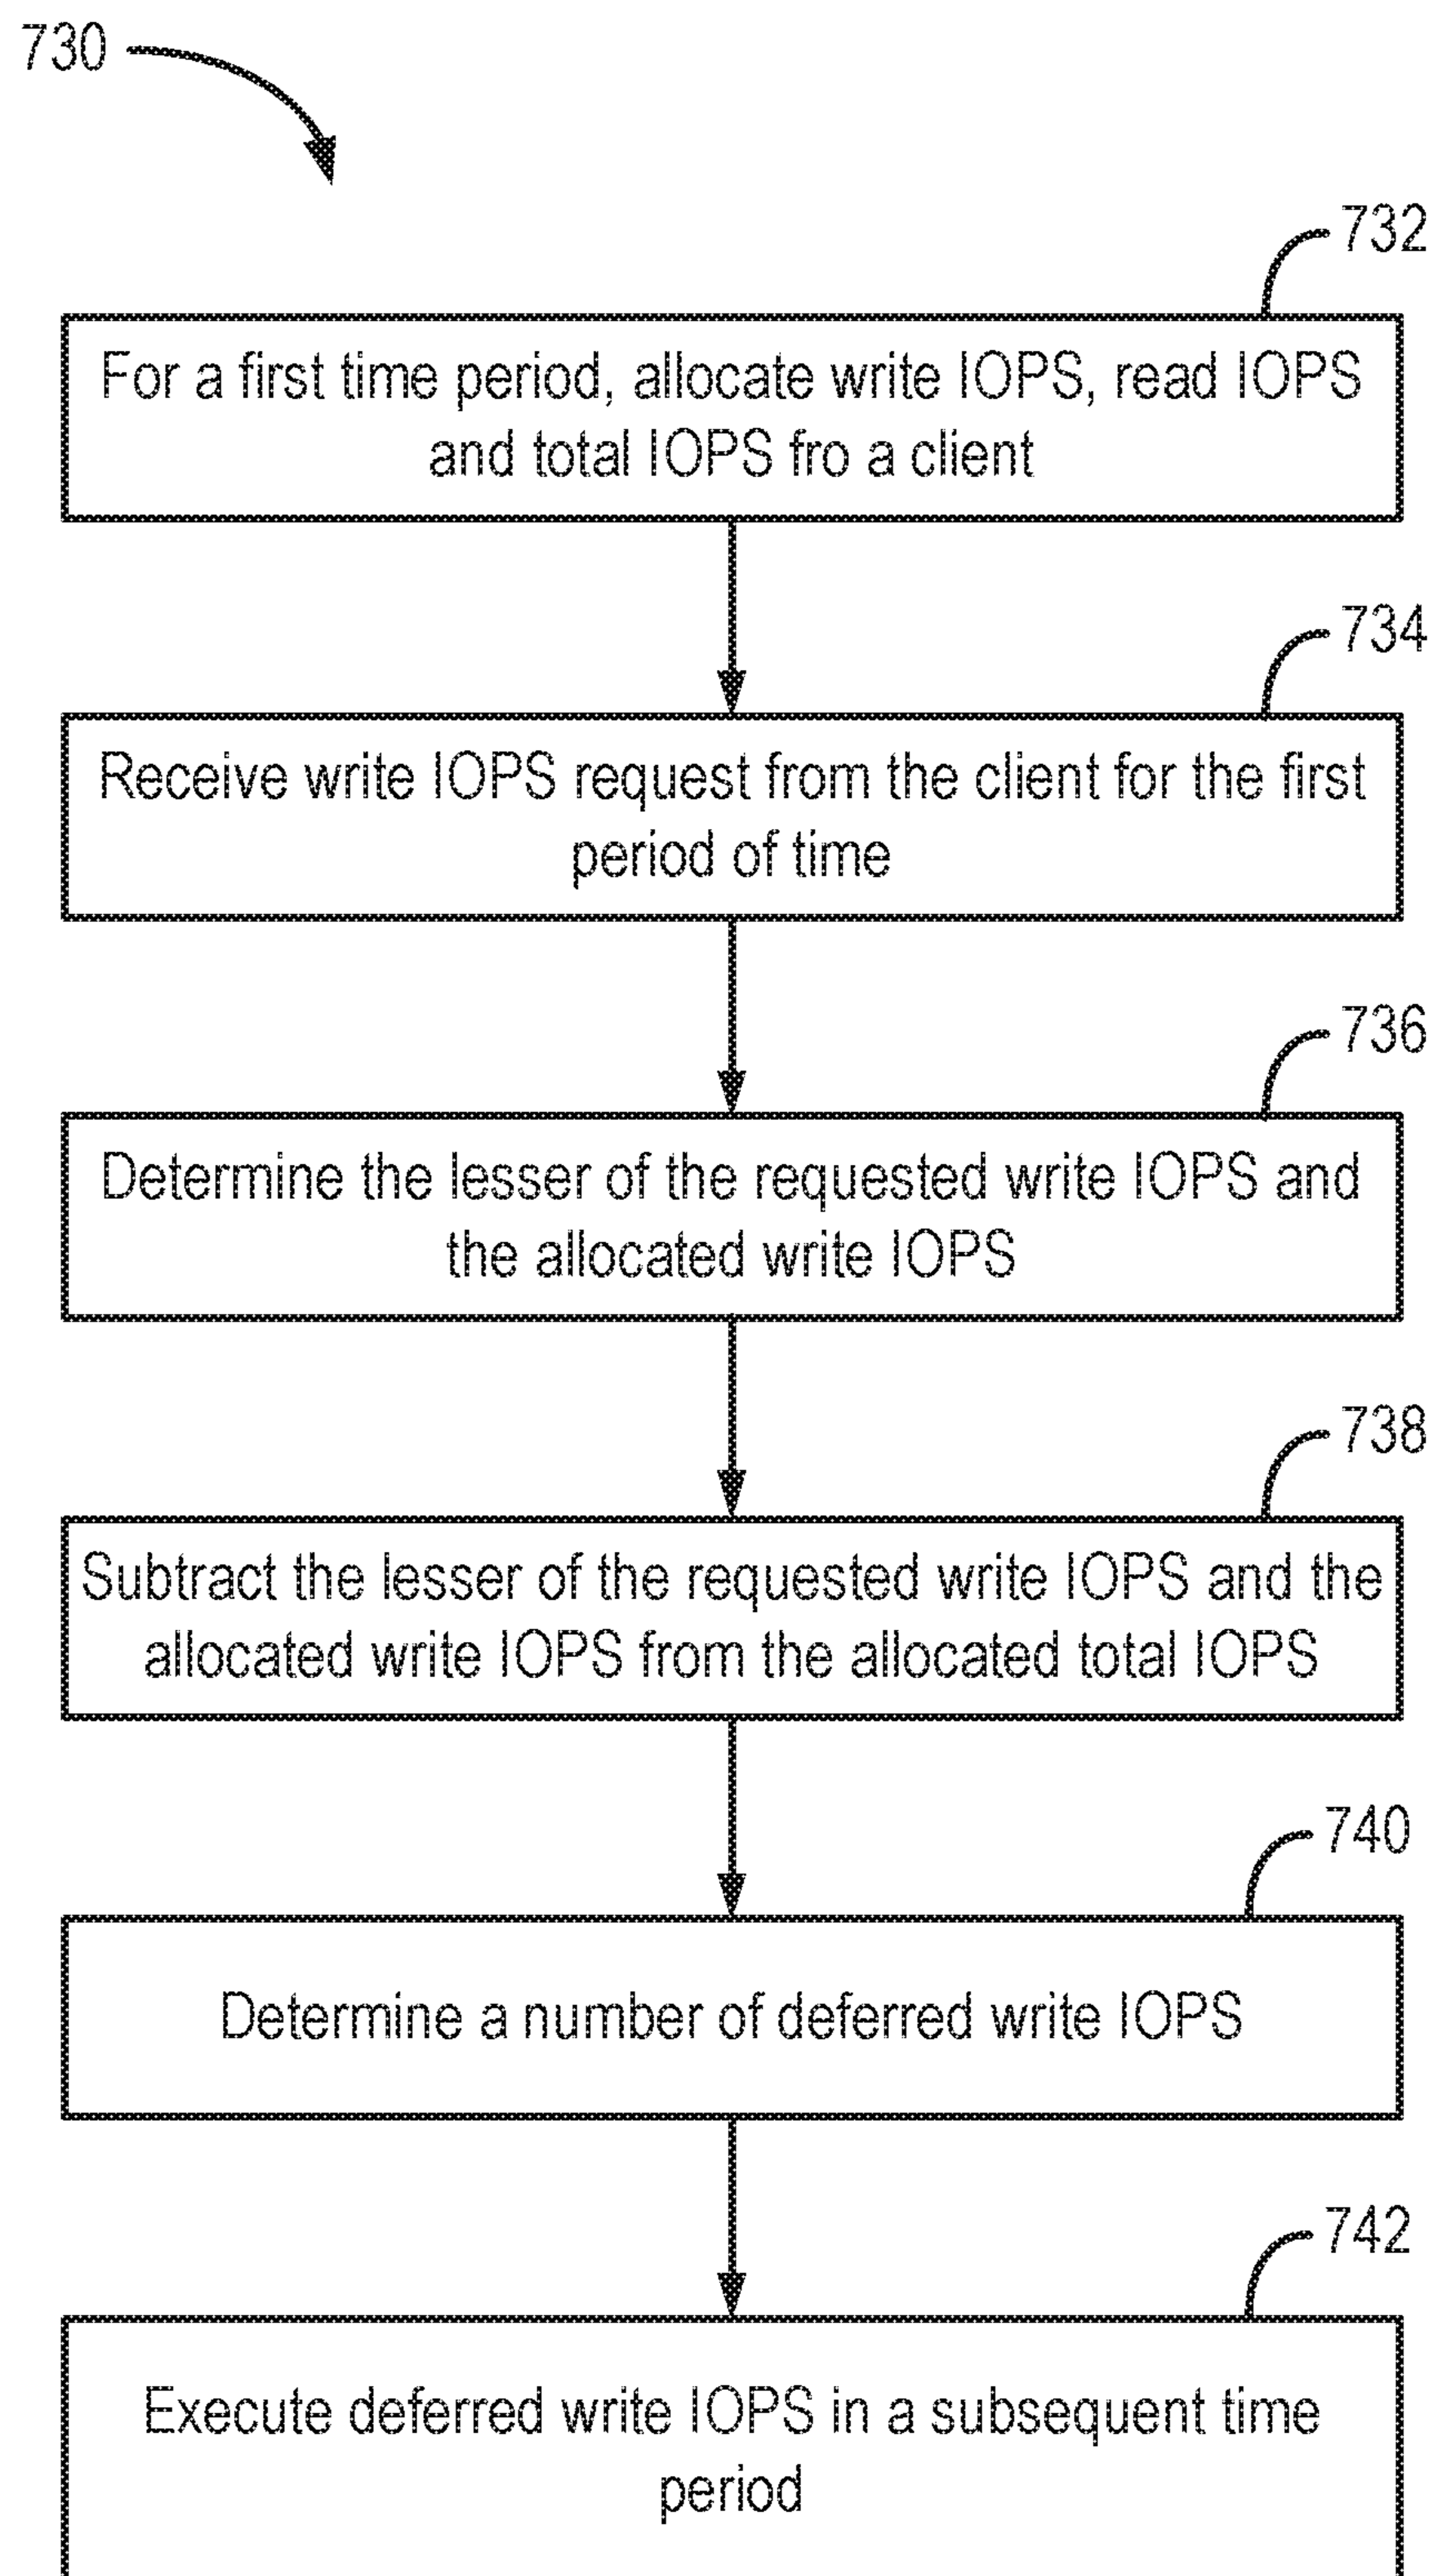 730
732
For a first time period, allocate write IOPS, read IOPS
and total IOPS fro a client
734
Receive write IOPS request from the client for the first
period of time
736
Determine the lesser of the requested write IOPS and
the allocated write IOPS
738
Subtract the lesser of the requested write IOPS and the
allocated write IOPS from the allocated total IOPS
740
Determine a number of deferred write IOPS
742
Execute deferred write IOPS in a subsequent time
period